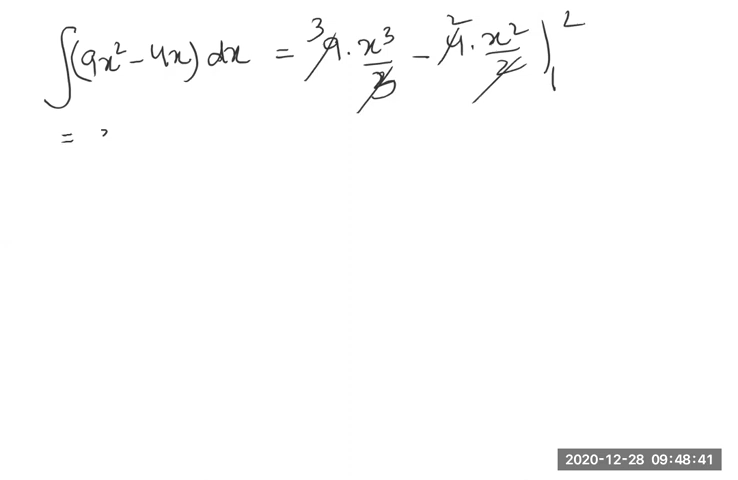 ∫(9x² − 4x) dx = ³9 · x³/3 − ²4 · x²/2 )₁²
=
2020-12-28 09:48:41